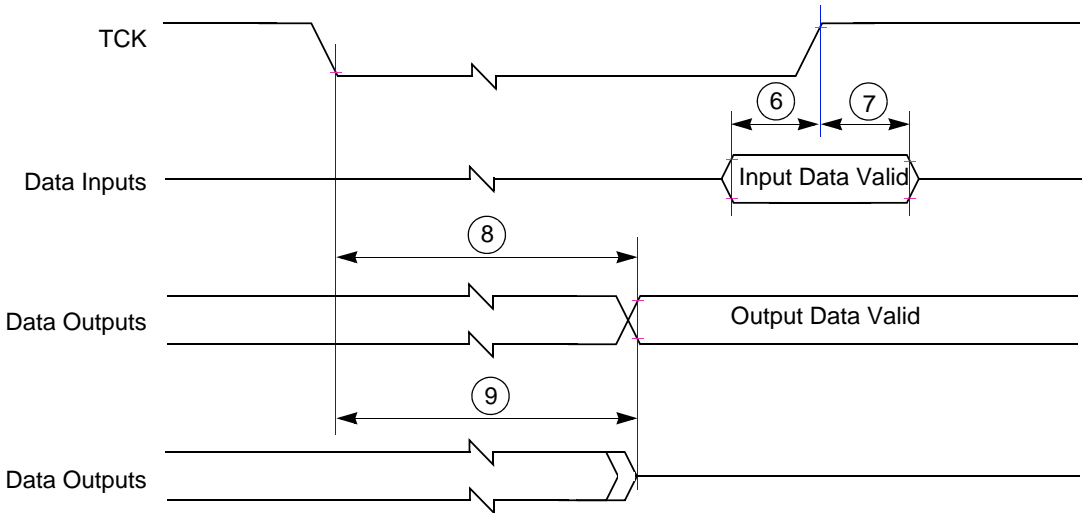 TCK
6
7
Data Inputs
Input Data Valid
8
Data Outputs
Output Data Valid
9
Data Outputs